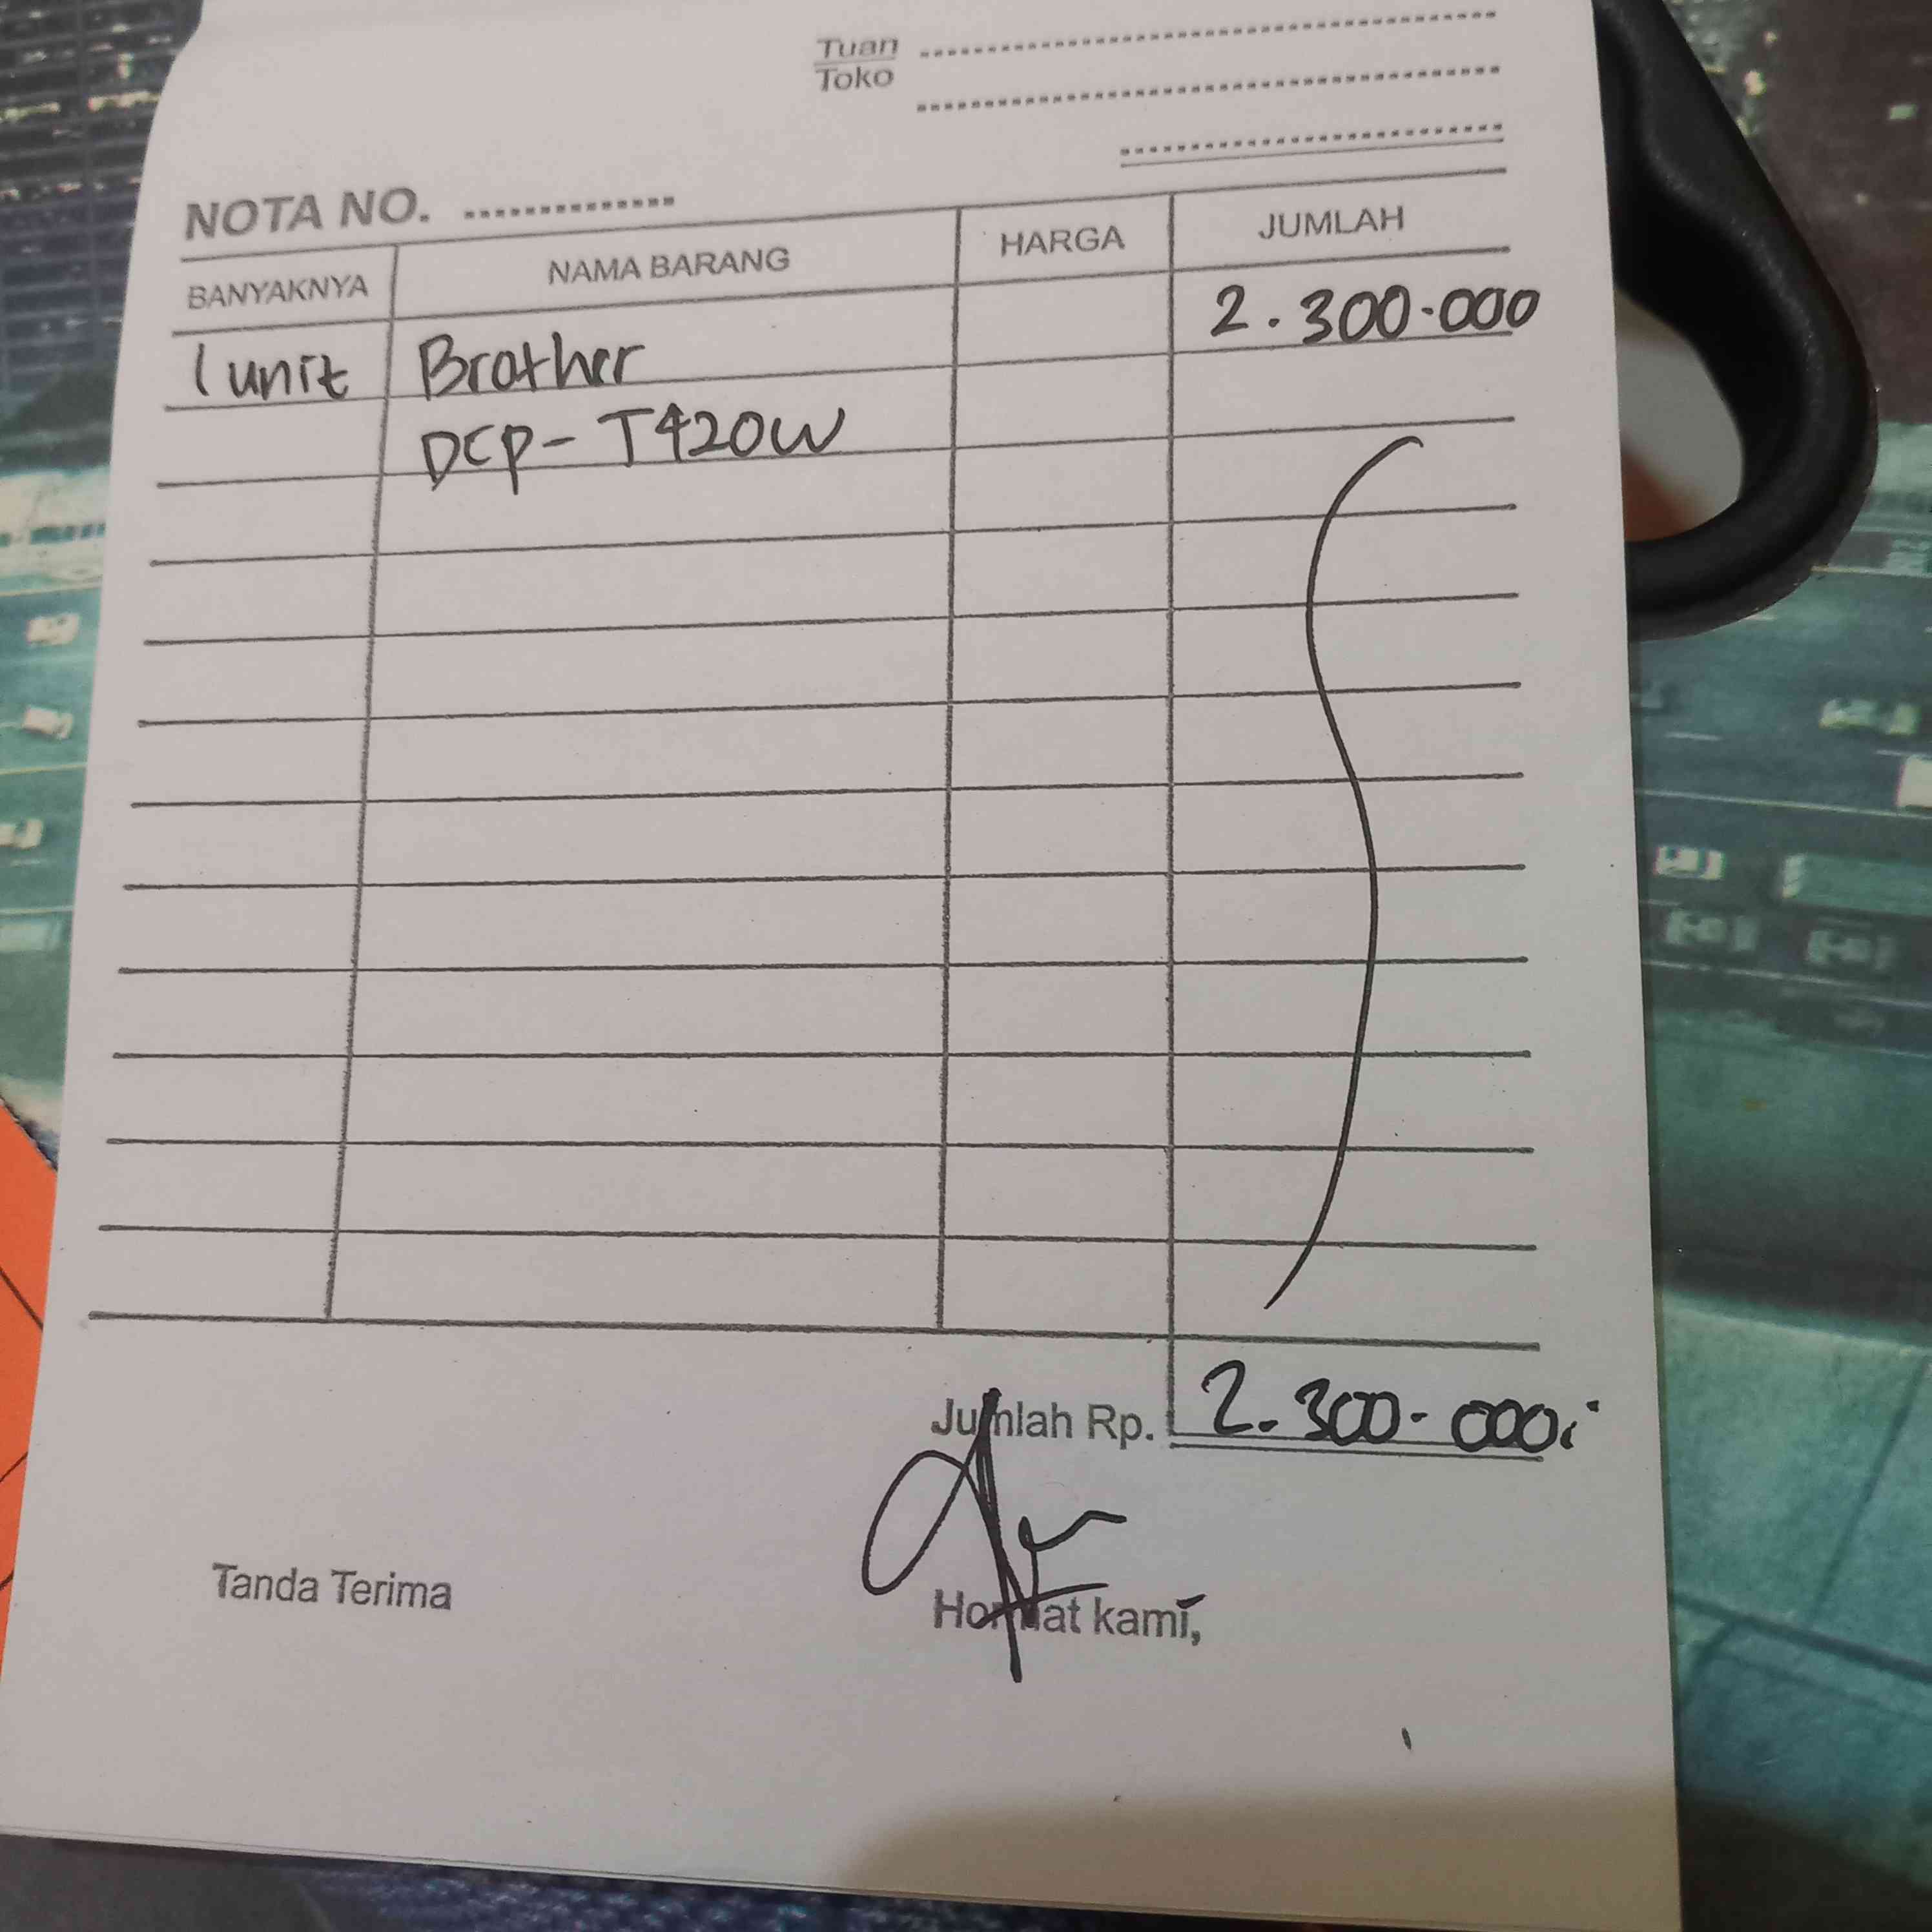 Tuan
Toko
NOTA NO. ..............
BANYAKNYA NAMA BARANG HARGA JUMLAH
1 unit Brother 2.300.000
DCP-T420W
Jumlah Rp. 2.300.000,-
Tanda Terima Hormat kami,